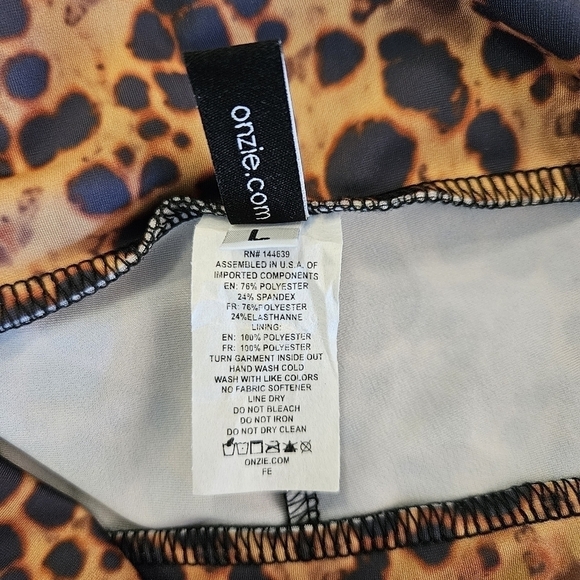 onzie.com
L
RN# 144639
ASSEMBLED IN U.S.A. OF
IMPORTED COMPONENTS
EN: 76% POLYESTER
24% SPANDEX
FR: 76%POLYESTER
24%ELASTHANNE
LINING:
EN: 100% POLYESTER
FR: 100% POLYESTER
TURN GARMENT INSIDE OUT
HAND WASH COLD
WASH WITH LIKE COLORS
NO FABRIC SOFTENER
LINE DRY
DO NOT BLEACH
DO NOT IRON
DO NOT DRY CLEAN
ONZIE.COM
FE